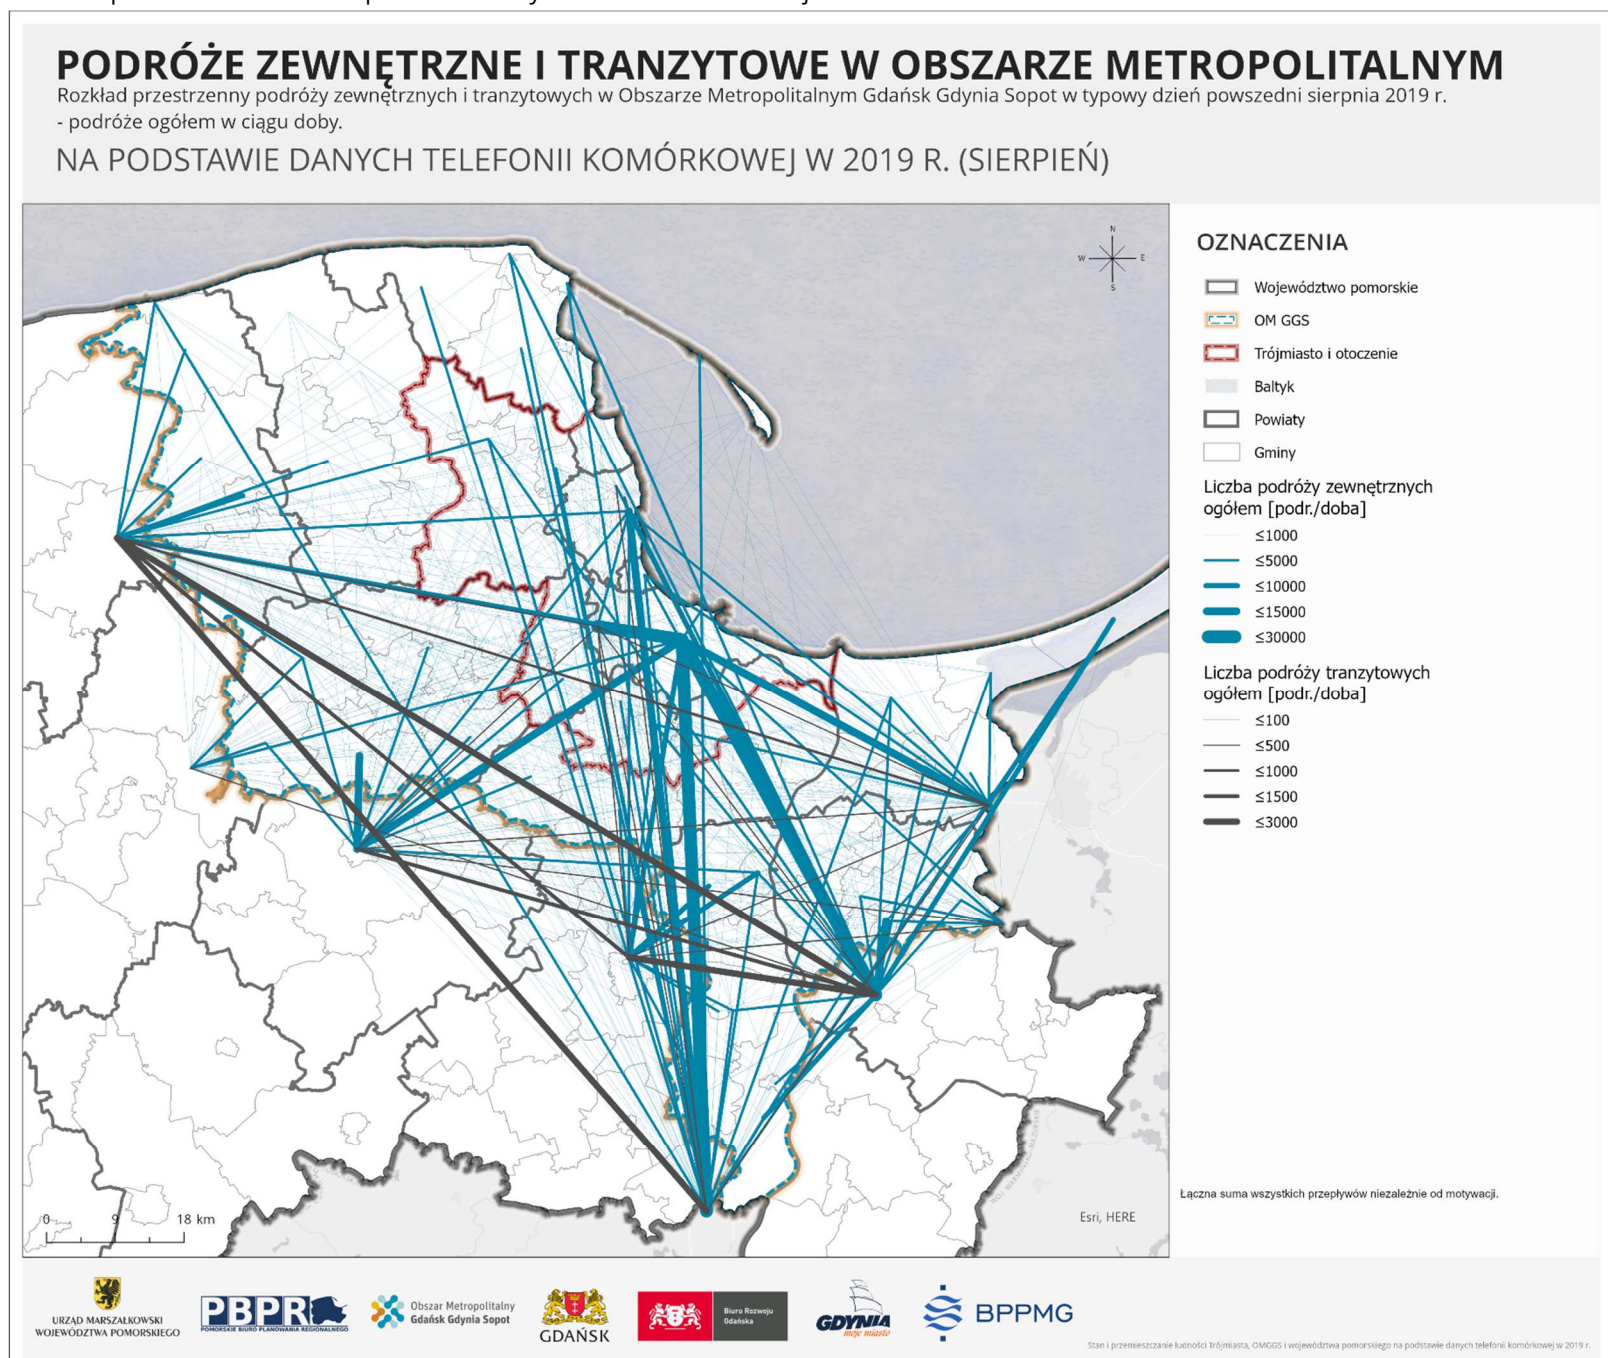 PODRÓŻE ZEWNĘTRZNE I TRANZYTOWE W OBSZARZE METROPOLITALNYM
Rozkład przestrzenny podróży zewnętrznych i tranzytowych w Obszarze Metropolitalnym Gdańsk Gdynia Sopot w typowy dzień powszedni sierpnia 2019 r.
- podróże ogółem w ciągu doby.
NA PODSTAWIE DANYCH TELEFONII KOMÓRKOWEJ W 2019 R. (SIERPIEŃ)
N
W E
S
OZNACZENIA
Województwo pomorskie
OM GGS
Trójmiasto i otoczenie
Baltyk
Powiaty
Gminy
Liczba podróży zewnętrznych
ogółem [podr./doba]
≤1000
≤5000
≤10000
≤15000
≤30000
Liczba podróży tranzytowych
ogółem [podr./doba]
≤100
≤500
≤1000
≤1500
≤3000
Łączna suma wszystkich przepływów niezależnie od motywacji.
0 9 18 km
Esri, HERE
URZĄD MARSZAŁKOWSKI
WOJEWÓDZTWA POMORSKIEGO
PBPR
POMORSKIE BIURO PLANOWANIA REGIONALNEGO
Obszar Metropolitalny
Gdańsk Gdynia Sopot
GDAŃSK
Biuro Rozwoju
Gdańska
GDYNIA
moje miasto
BPPMG
Stan i przemieszczanie ludności Trójmiasta, OMGGS i województwa pomorskiego na podstawie danych telefonii komórkowej w 2019 r.